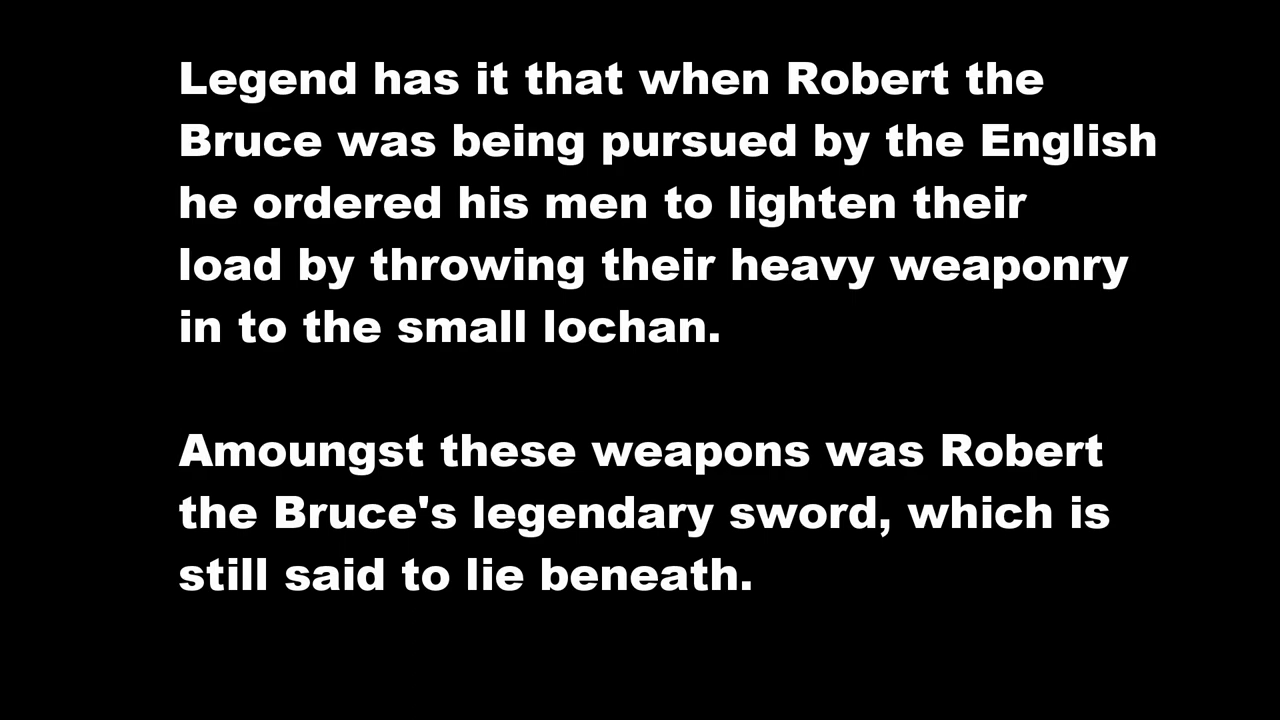 Legend has it that when Robert the
Bruce was being pursued by the English
he ordered his men to lighten their
load by throwing their heavy weaponry
in to the small lochan.
Amoungst these weapons was Robert
the Bruce's legendary sword, which is
still said to lie beneath.